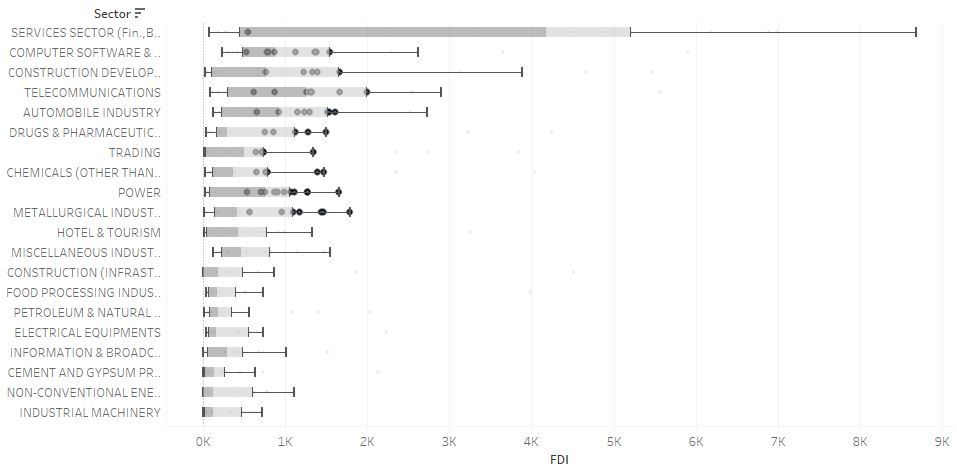 Sector
SERVICES SECTOR (Fin.,B..
COMPUTER SOFTWARE & ..
CONSTRUCTION DEVELOP..
TELECOMMUNICATIONS
AUTOMOBILE INDUSTRY
DRUGS & PHARMACEUTIC..
TRADING
CHEMICALS (OTHER THAN..
POWER
METALLURGICAL INDUST..
HOTEL & TOURISM
MISCELLANEOUS INDUST..
CONSTRUCTION (INFRAST..
FOOD PROCESSING INDUS..
PETROLEUM & NATURAL ..
ELECTRICAL EQUIPMENTS
INFORMATION & BROADC..
CEMENT AND GYPSUM PR..
NON-CONVENTIONAL ENE..
INDUSTRIAL MACHINERY
0K 1K 2K 3K 4K 5K 6K 7K 8K 9K
FDI